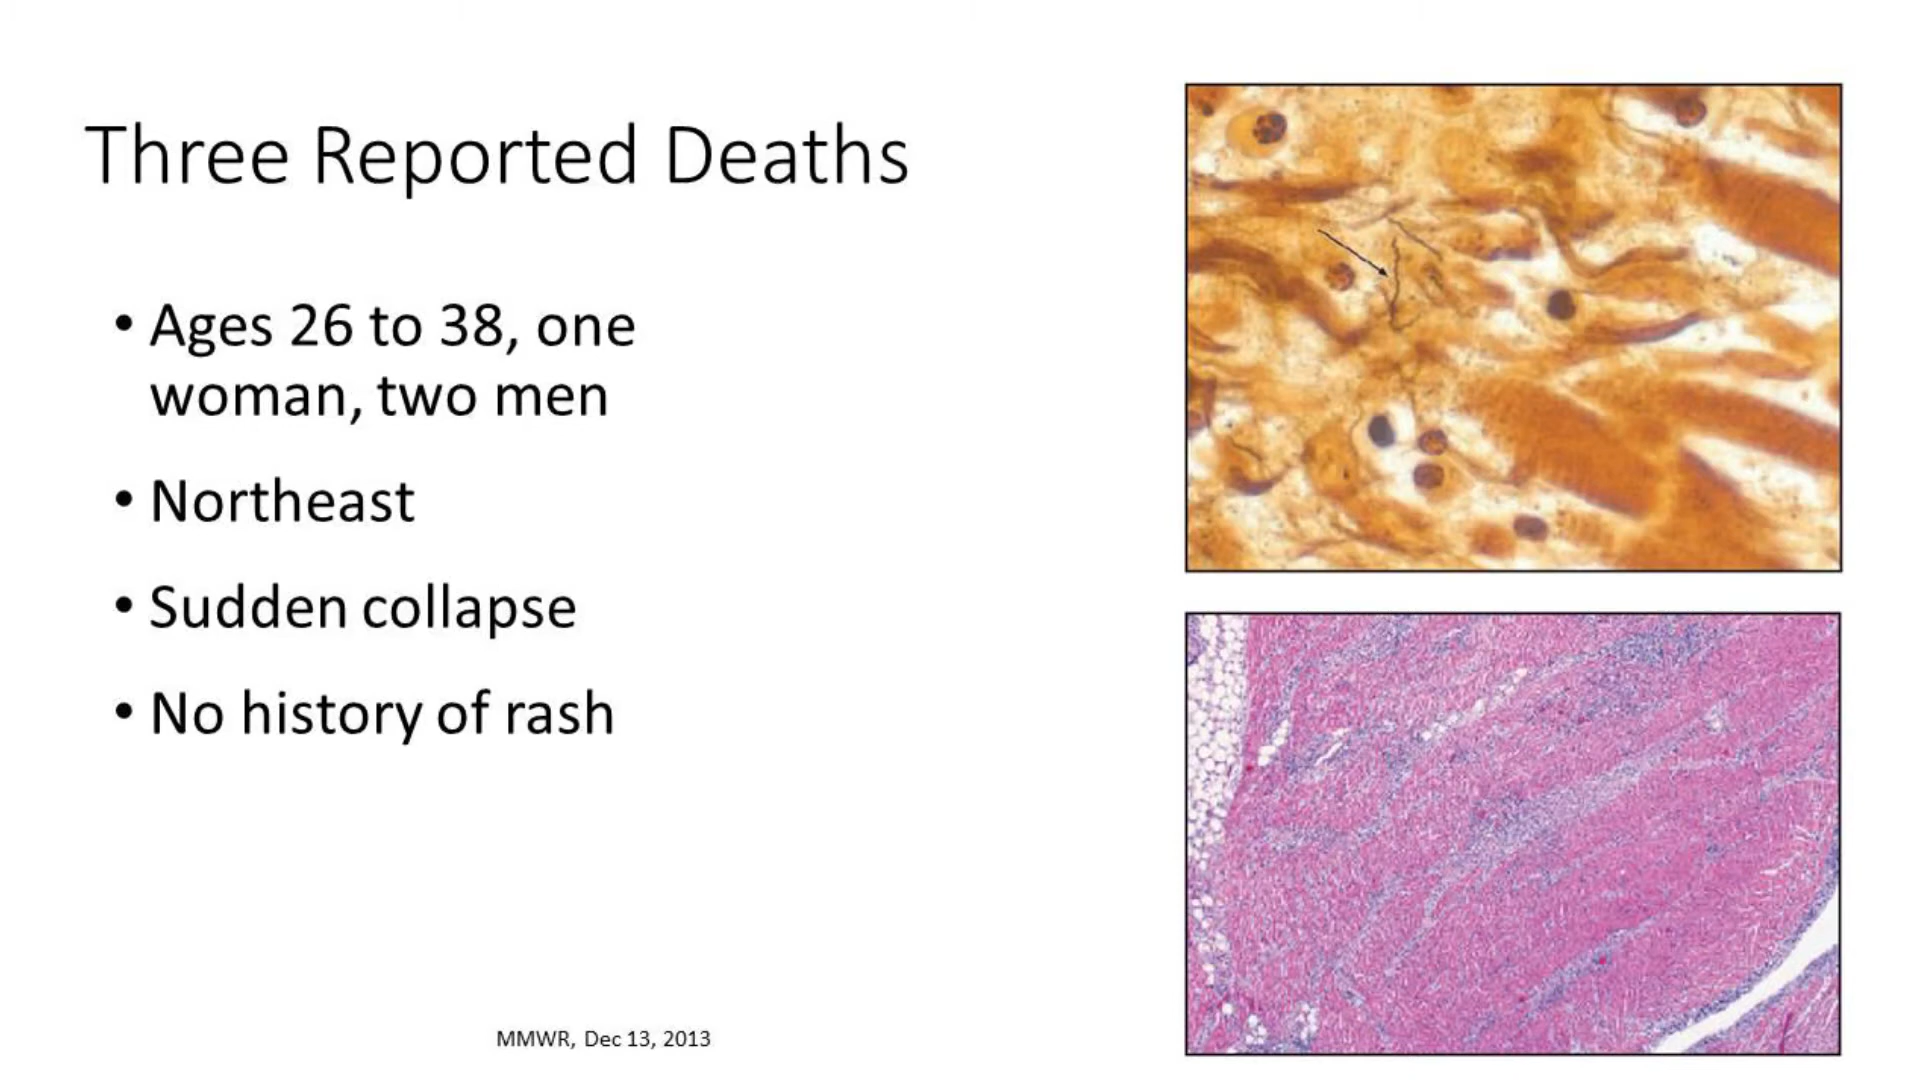 Three Reported Deaths
• Ages 26 to 38, one
woman, two men
• Northeast
• Sudden collapse
• No history of rash
MMWR, Dec 13, 2013